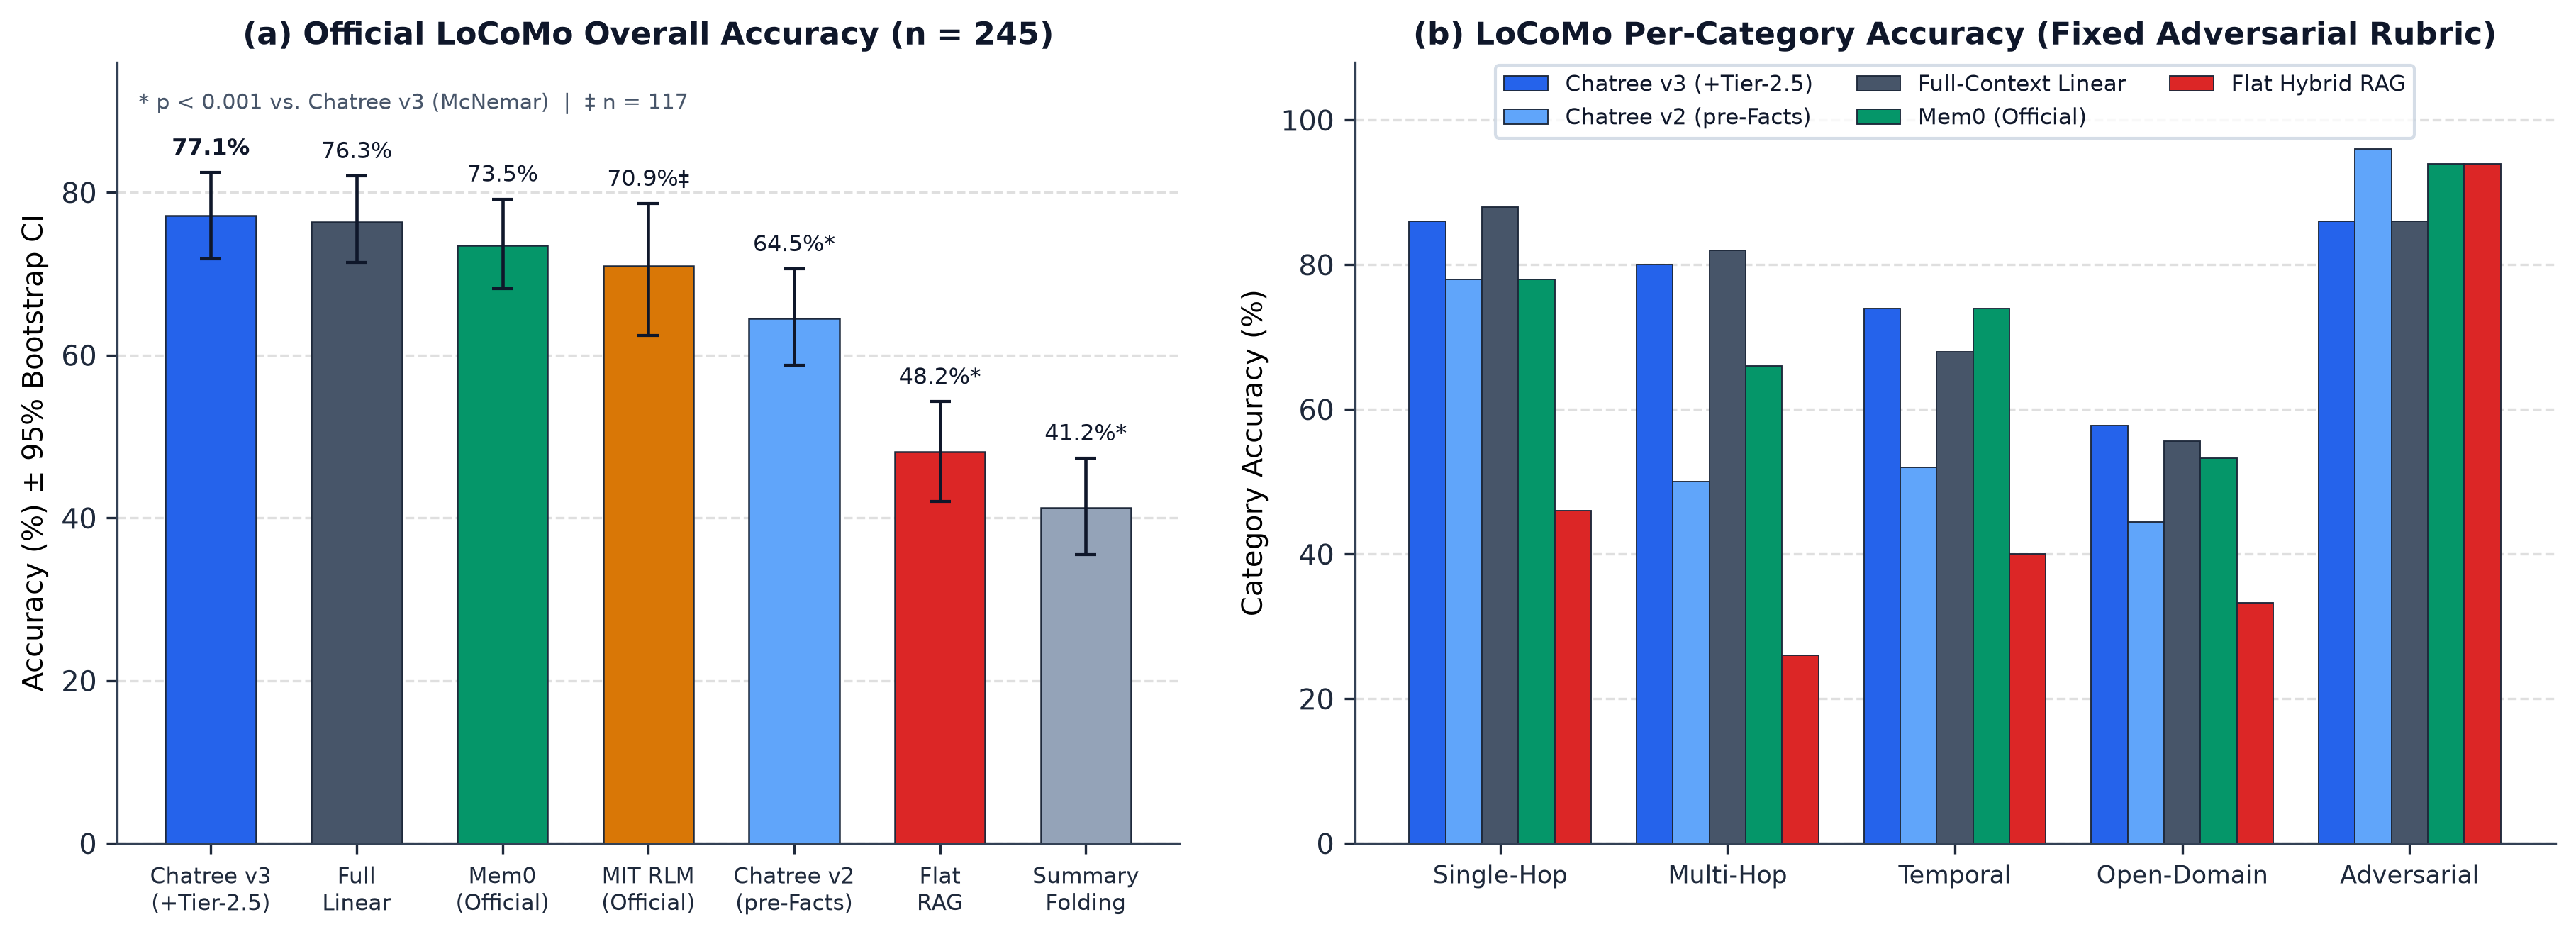 (a) Official LoCoMo Overall Accuracy (n = 245)
* p < 0.001 vs. Chatree v3 (McNemar) | ‡ n = 117
Accuracy (%) ± 95% Bootstrap CI
80
60
40
20
0
77.1%
76.3%
73.5%
70.9%‡
64.5%*
48.2%*
41.2%*
Chatree v3
(+Tier-2.5)
Full
Linear
Mem0
(Official)
MIT RLM
(Official)
Chatree v2
(pre-Facts)
Flat
RAG
Summary
Folding
(b) LoCoMo Per-Category Accuracy (Fixed Adversarial Rubric)
Chatree v3 (+Tier-2.5)
Chatree v2 (pre-Facts)
Full-Context Linear
Mem0 (Official)
Flat Hybrid RAG
Category Accuracy (%)
100
80
60
40
20
0
Single-Hop
Multi-Hop
Temporal
Open-Domain
Adversarial